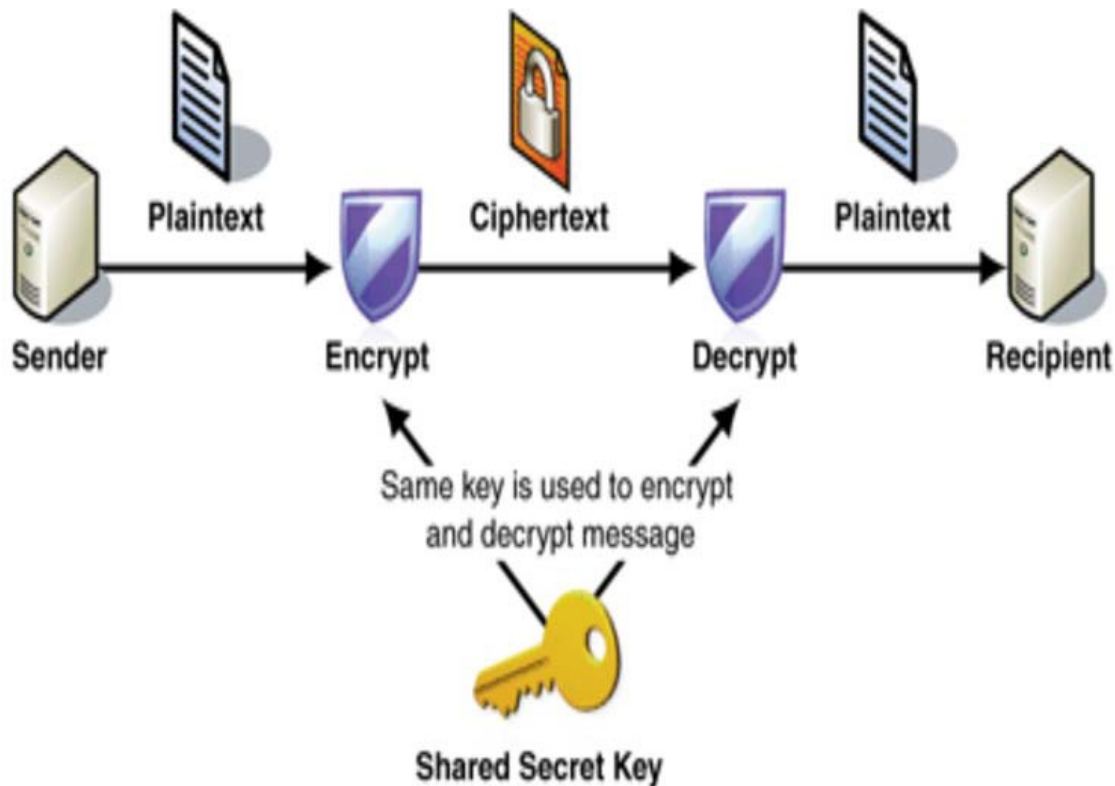 Plaintext
Ciphertext
Plaintext
Sender
Encrypt
Decrypt
Recipient
Same key is used to encrypt
and decrypt message
Shared Secret Key